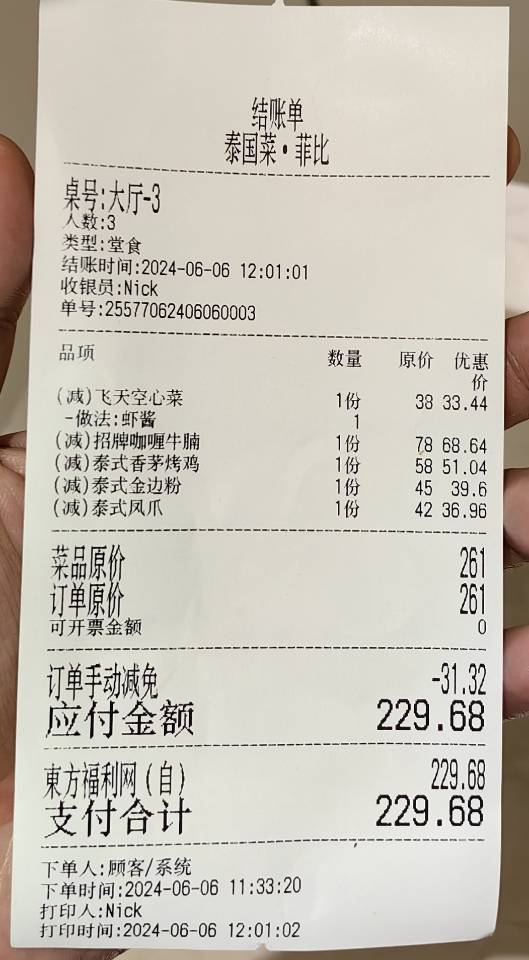 结账单
泰国菜·菲比
桌号:大厅-3
人数:3
类型:堂食
结账时间:2024-06-06 12:01:01
收银员:Nick
单号:25577062406060003
品项 数量 原价 优惠价
(减)飞天空心菜 1份 38 33.44
-做法:虾酱 1
(减)招牌咖喱牛腩 1份 78 68.64
(减)泰式香茅烤鸡 1份 58 51.04
(减)泰式金边粉 1份 45 39.6
(减)泰式凤爪 1份 42 36.96
菜品原价 261
订单原价 261
可开票金额 0
订单手动减免 -31.32
应付金额 229.68
東方福利网(自) 229.68
支付合计 229.68
下单人:顾客/系统
下单时间:2024-06-06 11:33:20
打印人:Nick
打印时间:2024-06-06 12:01:02